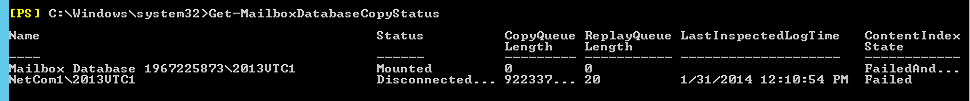 [PS] C:\Windows\system32>Get-MailboxDatabaseCopyStatus
Name Status CopyQueue ReplayQueue LastInspectedLogTime ContentIndex
Length Length State
---- ------ --------- ----------- -------------------- ------------
Mailbox Database 1967225873\2013VTC1 Mounted 0 0 FailedAnd...
NetCon1\2013VTC1 Disconnected... 922337... 20 1/31/2014 12:10:54 PM Failed